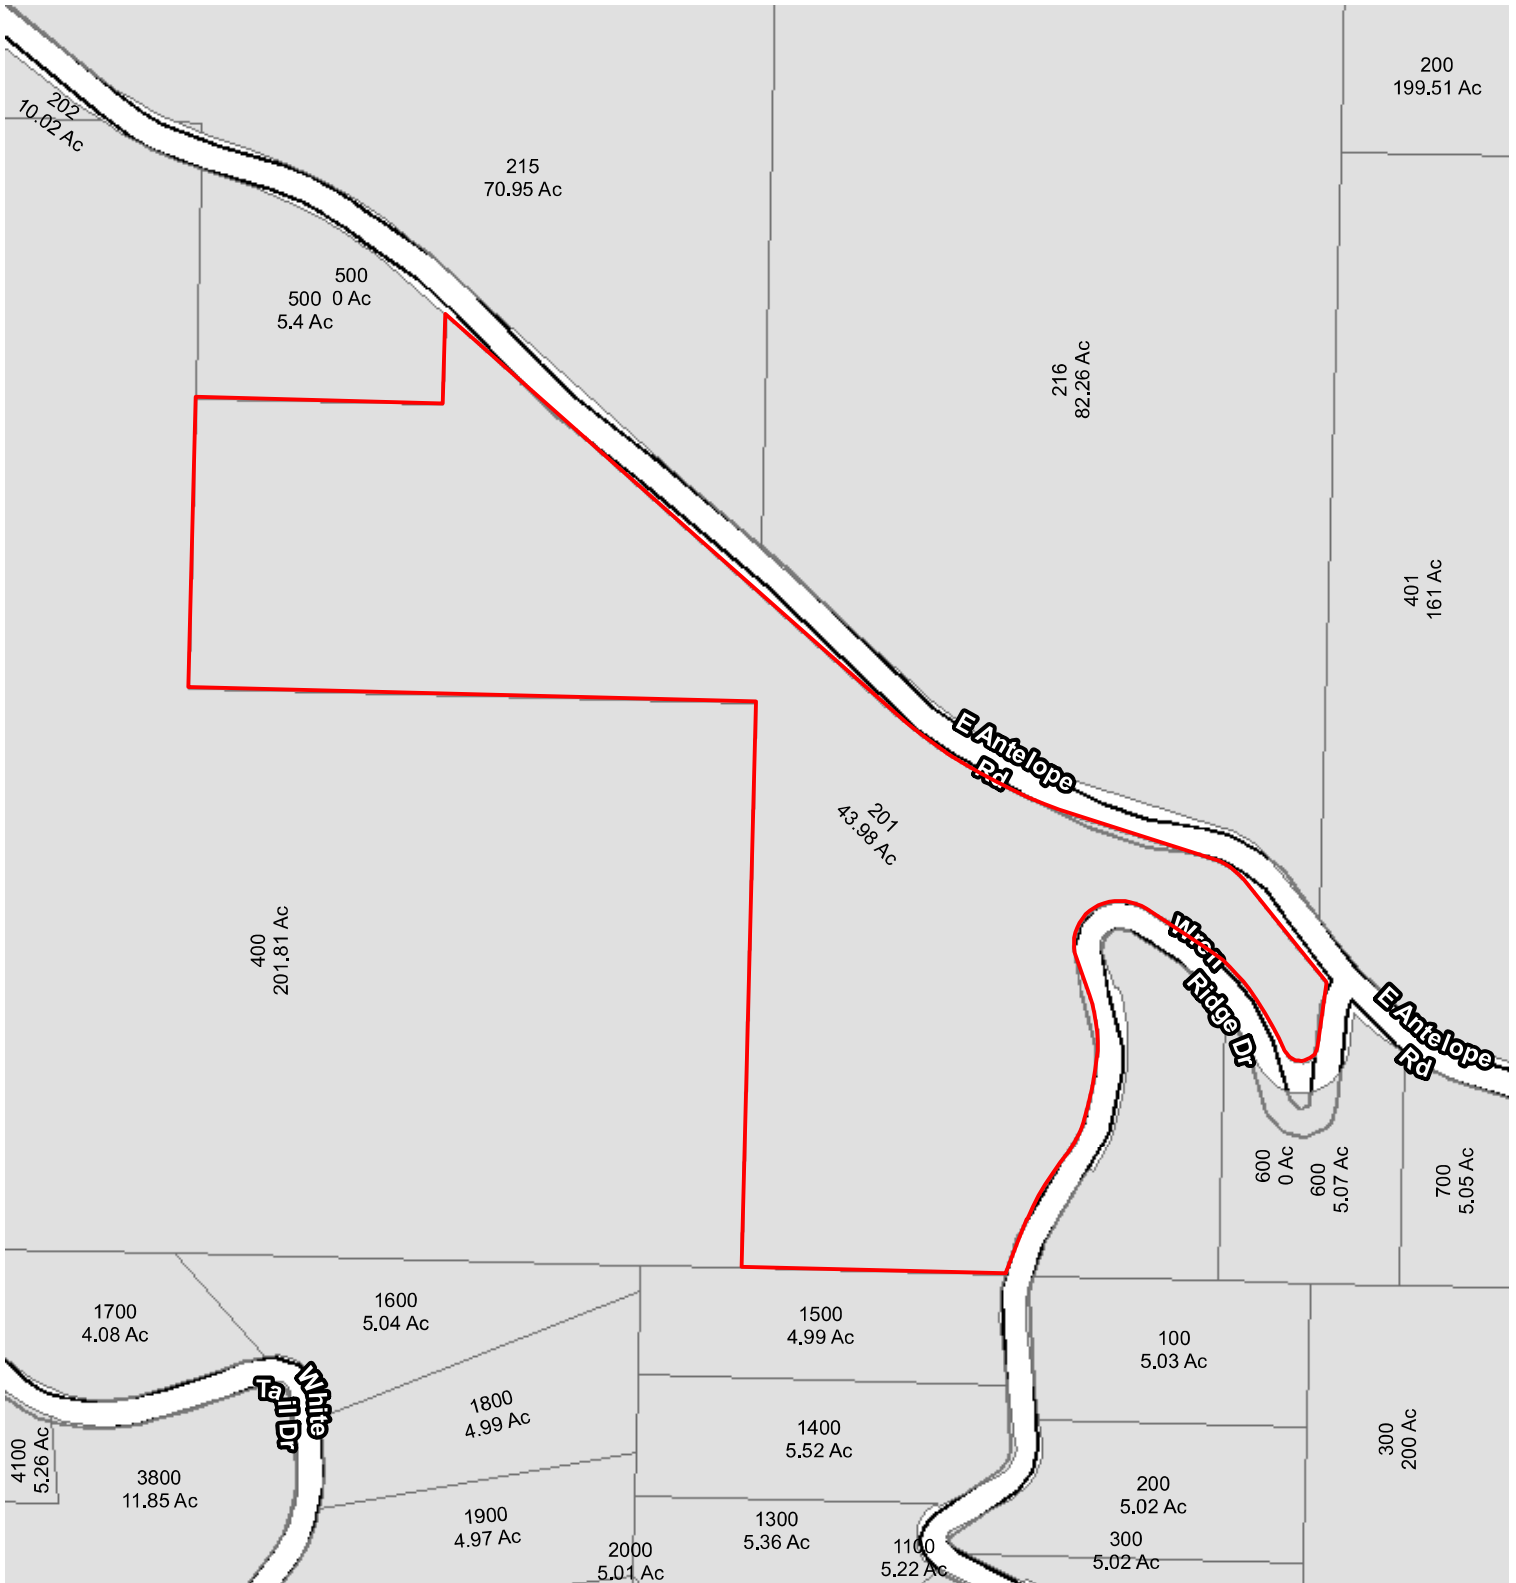 200
199.51 Ac
202
10.02 Ac
215
70.95 Ac
500
0 Ac
500
5.4 Ac
216
82.26 Ac
401
161 Ac
E Antelope
Rd
201
43.98 Ac
400
201.81 Ac
Wren
Ridge Dr
E Antelope
Rd
600
0 Ac
600
5.07 Ac
700
5.05 Ac
1700
4.08 Ac
1600
5.04 Ac
1500
4.99 Ac
100
5.03 Ac
White
Tail Dr
1800
4.99 Ac
1400
5.52 Ac
300
200 Ac
4100
5.26 Ac
3800
11.85 Ac
200
5.02 Ac
1900
4.97 Ac
1300
5.36 Ac
300
5.02 Ac
2000
5.01 Ac
1100
5.22 Ac